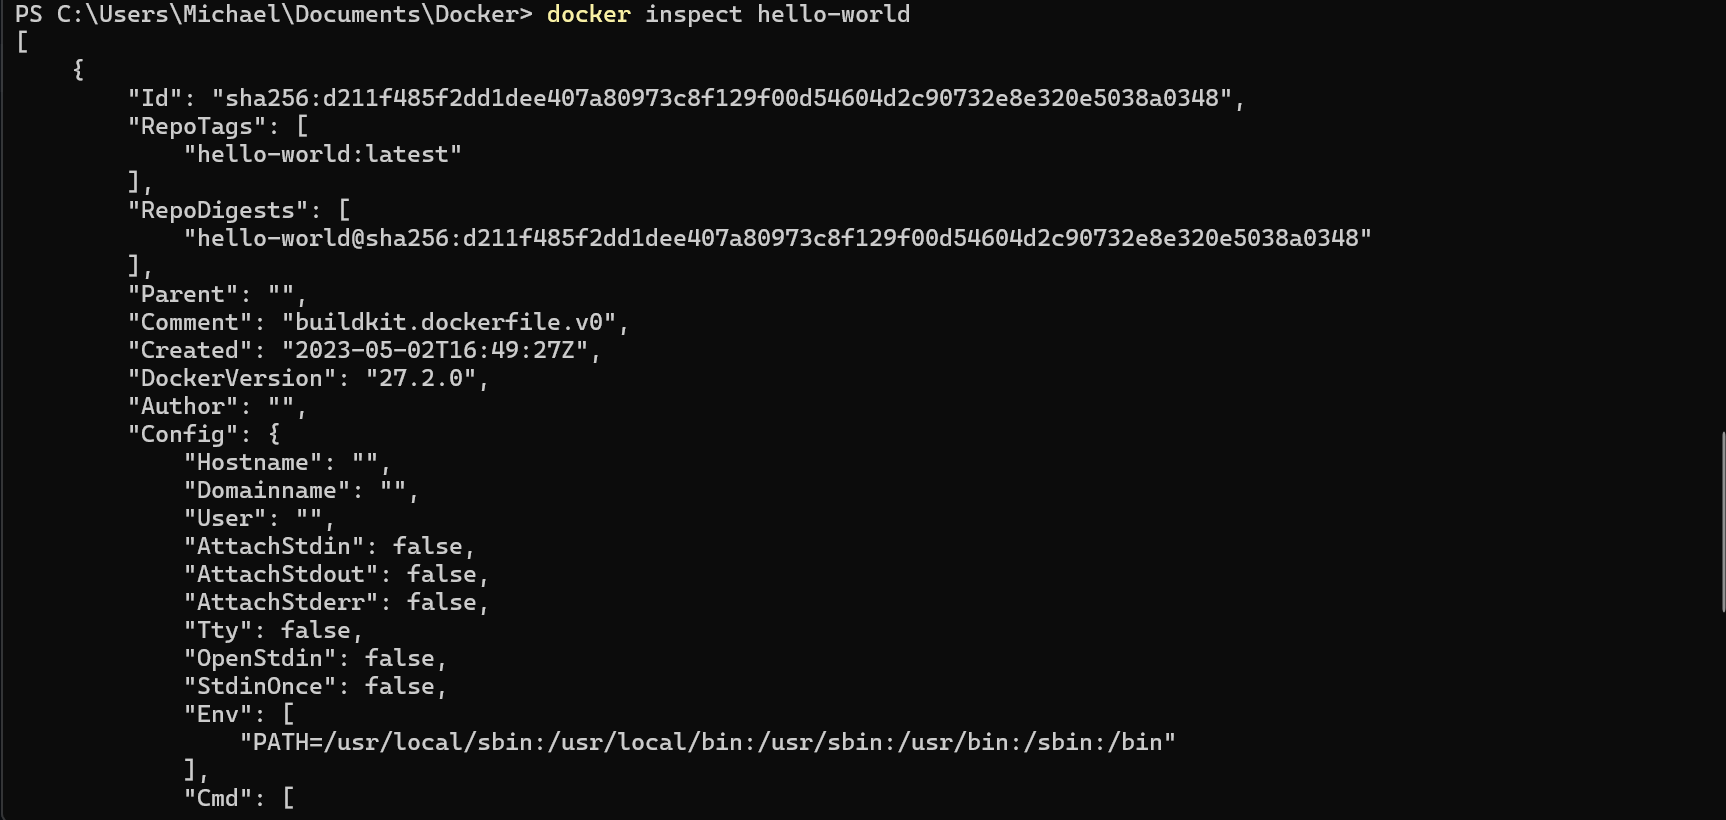 PS C:\Users\Michael\Documents\Docker> docker inspect hello-world
[
    {
        "Id": "sha256:d211f485f2dd1dee407a80973c8f129f00d54604d2c90732e8e320e5038a0348",
        "RepoTags": [
            "hello-world:latest"
        ],
        "RepoDigests": [
            "hello-world@sha256:d211f485f2dd1dee407a80973c8f129f00d54604d2c90732e8e320e5038a0348"
        ],
        "Parent": "",
        "Comment": "buildkit.dockerfile.v0",
        "Created": "2023-05-02T16:49:27Z",
        "DockerVersion": "27.2.0",
        "Author": "",
        "Config": {
            "Hostname": "",
            "Domainname": "",
            "User": "",
            "AttachStdin": false,
            "AttachStdout": false,
            "AttachStderr": false,
            "Tty": false,
            "OpenStdin": false,
            "StdinOnce": false,
            "Env": [
                "PATH=/usr/local/sbin:/usr/local/bin:/usr/sbin:/usr/bin:/sbin:/bin"
            ],
            "Cmd": [